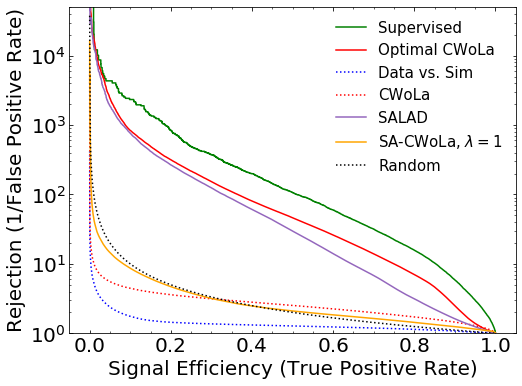 Rejection (1/False Positive Rate)
10⁴
10³
10²
10¹
10⁰
Supervised
Optimal CWoLa
Data vs. Sim
CWoLa
SALAD
SA-CWoLa, λ = 1
Random
0.0 0.2 0.4 0.6 0.8 1.0
Signal Efficiency (True Positive Rate)